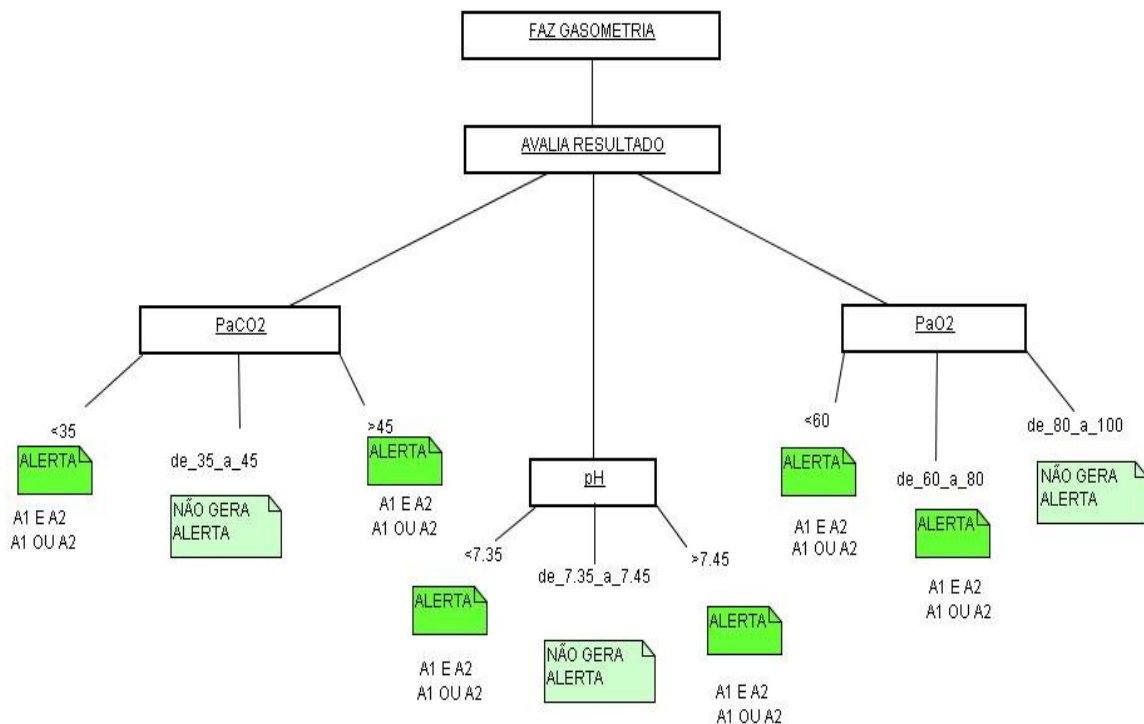 FAZ GASOMETRIA
AVALIA RESULTADO
PaCO2
<35
ALERTA
A1 E A2
A1 OU A2
de_35_a_45
NÃO GERA
ALERTA
>45
ALERTA
A1 E A2
A1 OU A2
pH
<7.35
ALERTA
A1 E A2
A1 OU A2
de_7.35_a_7.45
NÃO GERA
ALERTA
>7.45
ALERTA
A1 E A2
A1 OU A2
PaO2
<60
ALERTA
A1 E A2
A1 OU A2
de_60_a_80
ALERTA
A1 E A2
A1 OU A2
de_80_a_100
NÃO GERA
ALERTA